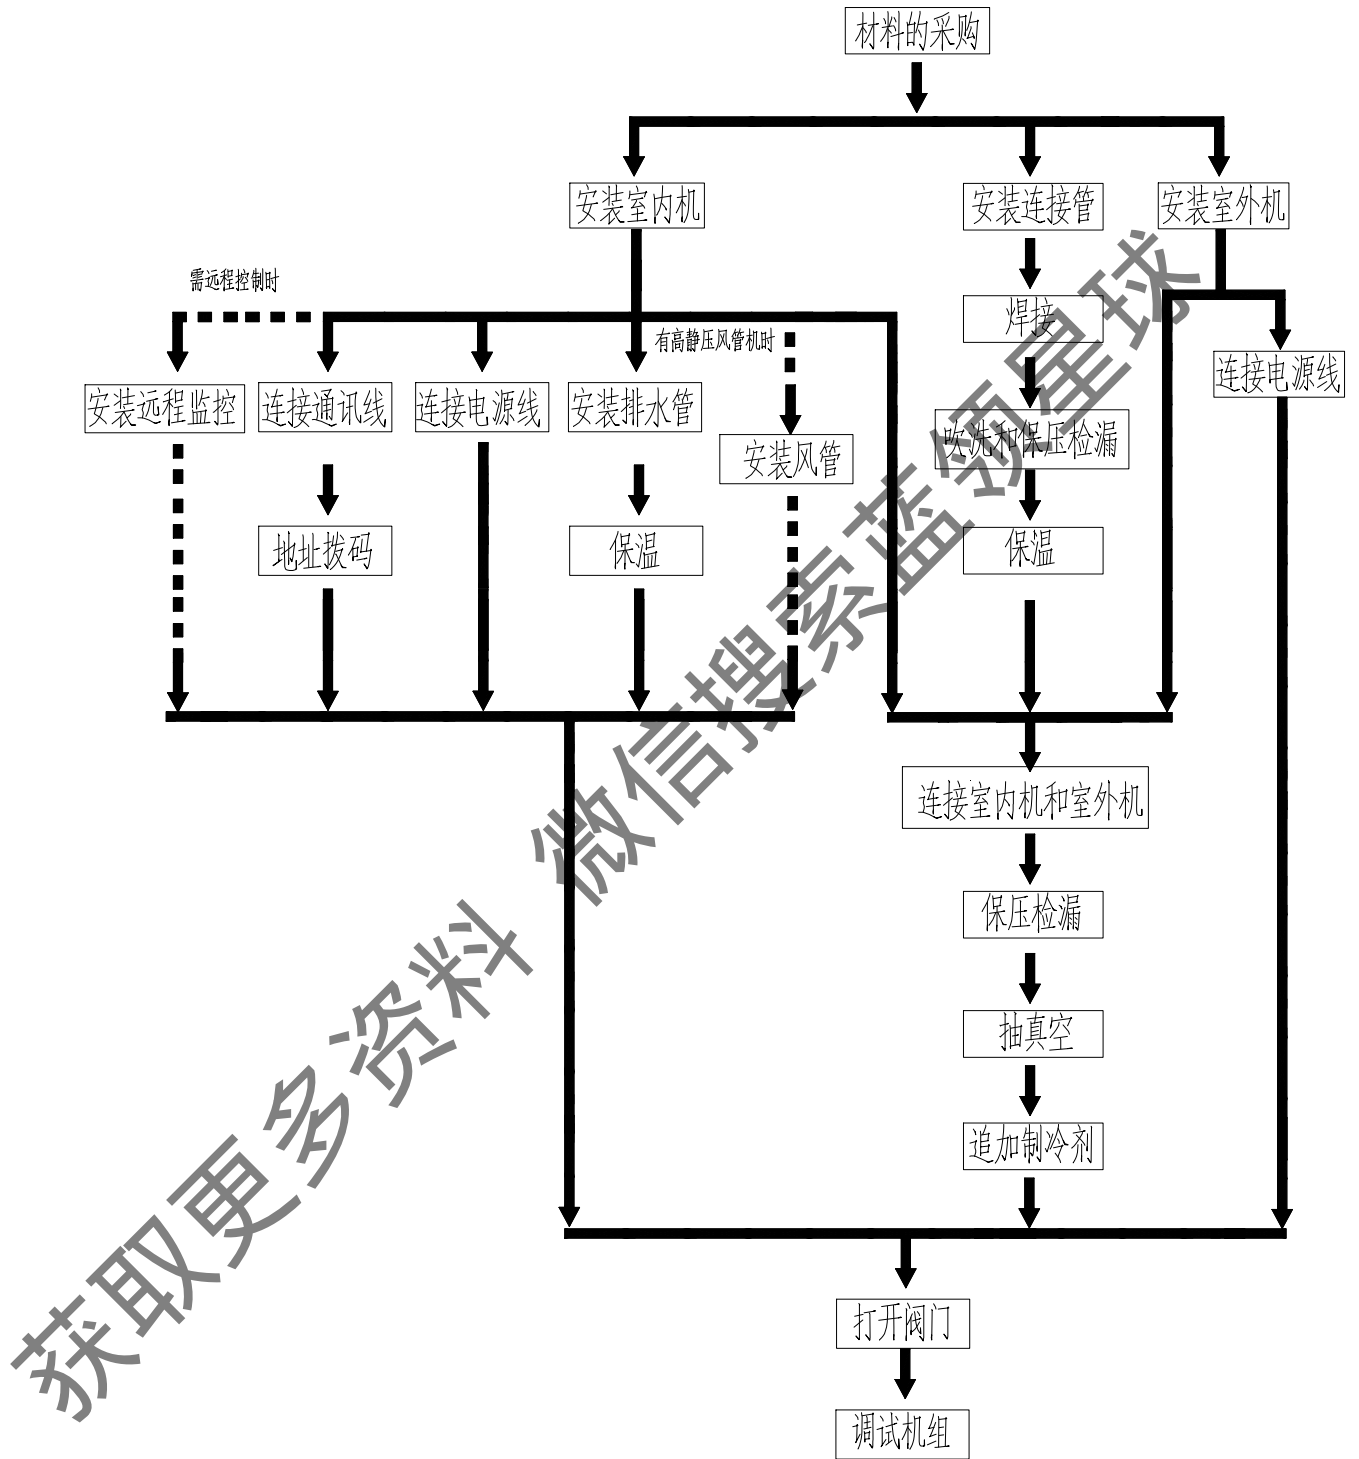 材料的采购
安装室内机
安装连接管
安装室外机
需远程控制时
有高静压风管机时
焊接
连接电源线
安装远程监控
连接通讯线
连接电源线
安装排水管
安装风管
吹洗和保压检漏
地址拨码
保温
保温
连接室内机和室外机
保压检漏
抽真空
追加制冷剂
打开阀门
调试机组
获取更多资料 微信搜索蓝领星球